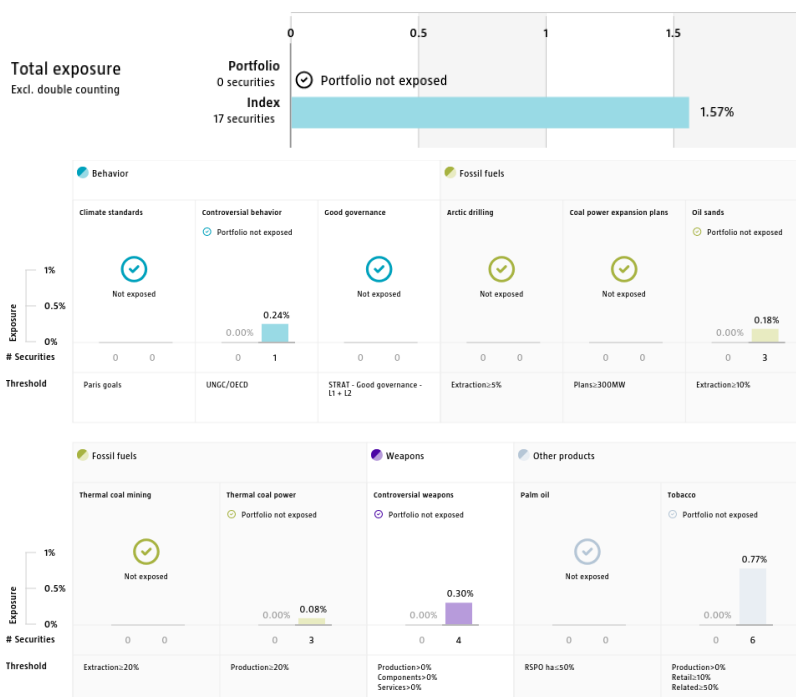 0 0.5 1 1.5
Total exposure
Excl. double counting
Portfolio
0 securities
Portfolio not exposed
Index
17 securities
1.57%
Behavior
Fossil fuels
Climate standards
Controversial behavior
Good governance
Arctic drilling
Coal power expansion plans
Oil sands
Portfolio not exposed
Portfolio not exposed
Not exposed
Not exposed
Not exposed
Not exposed
Exposure
1%
0.5%
0%
0.00% 0.24%
0.00% 0.18%
# Securities
0 0
0 1
0 0
0 0
0 0
0 3
Threshold
Paris goals
UNGC/OECD
STRAT - Good governance -
L1 + L2
Extraction≥5%
Plans≥300MW
Extraction≥10%
Fossil fuels
Weapons
Other products
Thermal coal mining
Thermal coal power
Controversial weapons
Palm oil
Tobacco
Portfolio not exposed
Portfolio not exposed
Portfolio not exposed
Not exposed
Not exposed
Exposure
1%
0.5%
0%
0.00% 0.08%
0.00% 0.30%
0.00% 0.77%
# Securities
0 0
0 3
0 4
0 0
0 6
Threshold
Extraction≥20%
Production≥20%
Production>0%
Components>0%
Services>0%
RSPO ha≤50%
Production>0%
Retail≥10%
Related≥50%